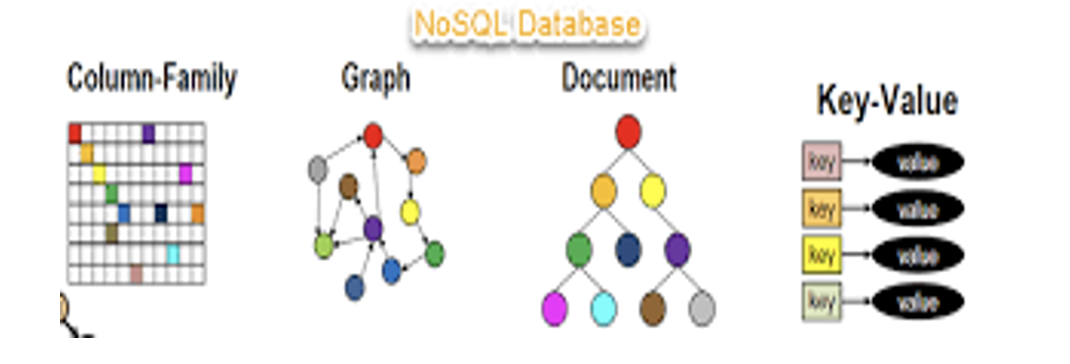 NoSQL Database
Column-Family
Graph
Document
Key-Value
key value
key value
key value
key value